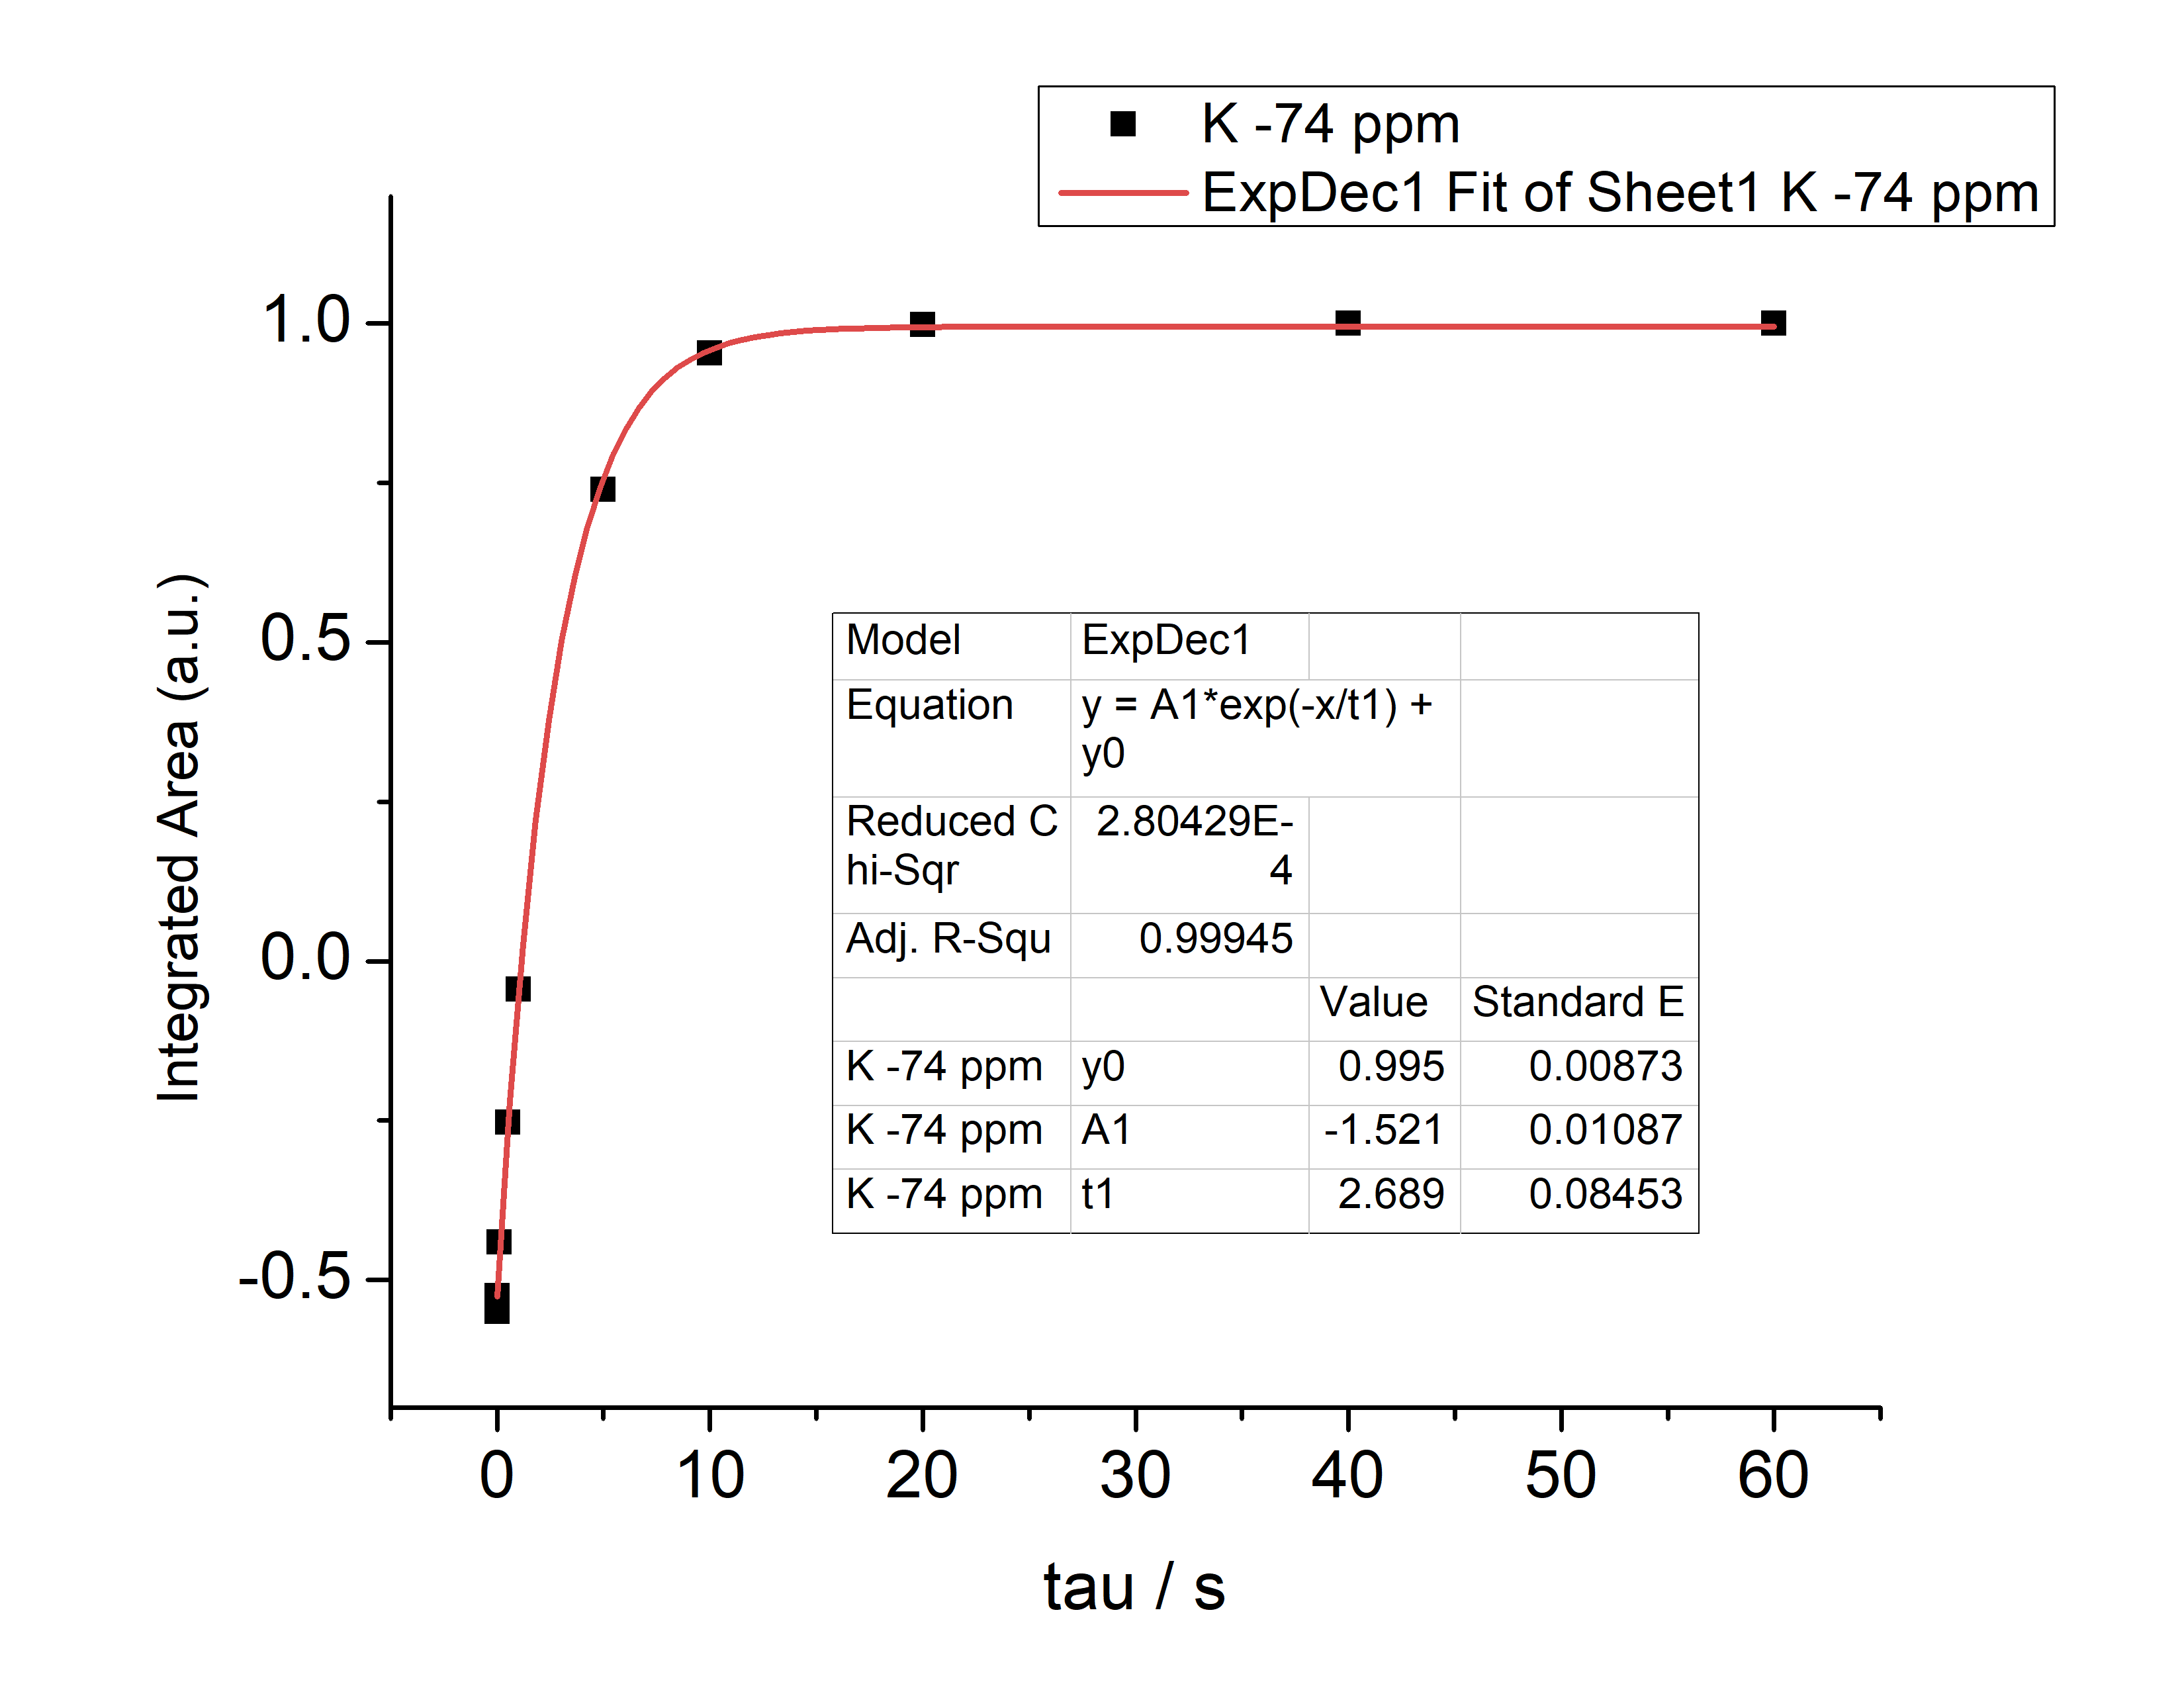 K -74 ppm
ExpDec1 Fit of Sheet1 K -74 ppm
1.0
0.5
0.0
-0.5
Integrated Area (a.u.)
Model ExpDec1
Equation y = A1*exp(-x/t1) +
y0
Reduced C 2.80429E-
hi-Sqr 4
Adj. R-Squ 0.99945
Value Standard E
K -74 ppm y0 0.995 0.00873
K -74 ppm A1 -1.521 0.01087
K -74 ppm t1 2.689 0.08453
0 10 20 30 40 50 60
tau / s